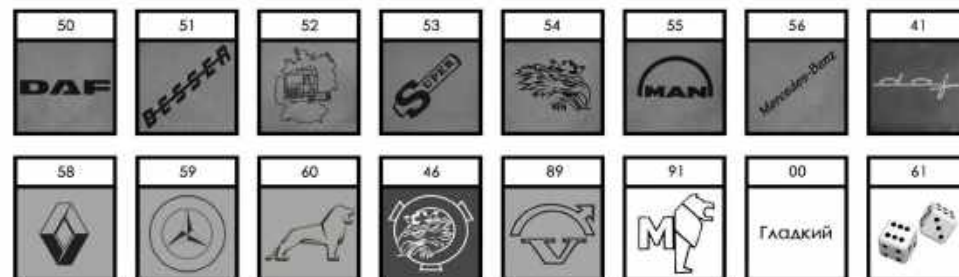 50 51 52 53 54 55 56 41
DAF B-E-S-S-E-R SUPER MAN Mercedes-Benz daf
58 59 60 46 89 91 00 61
V M Гладкий